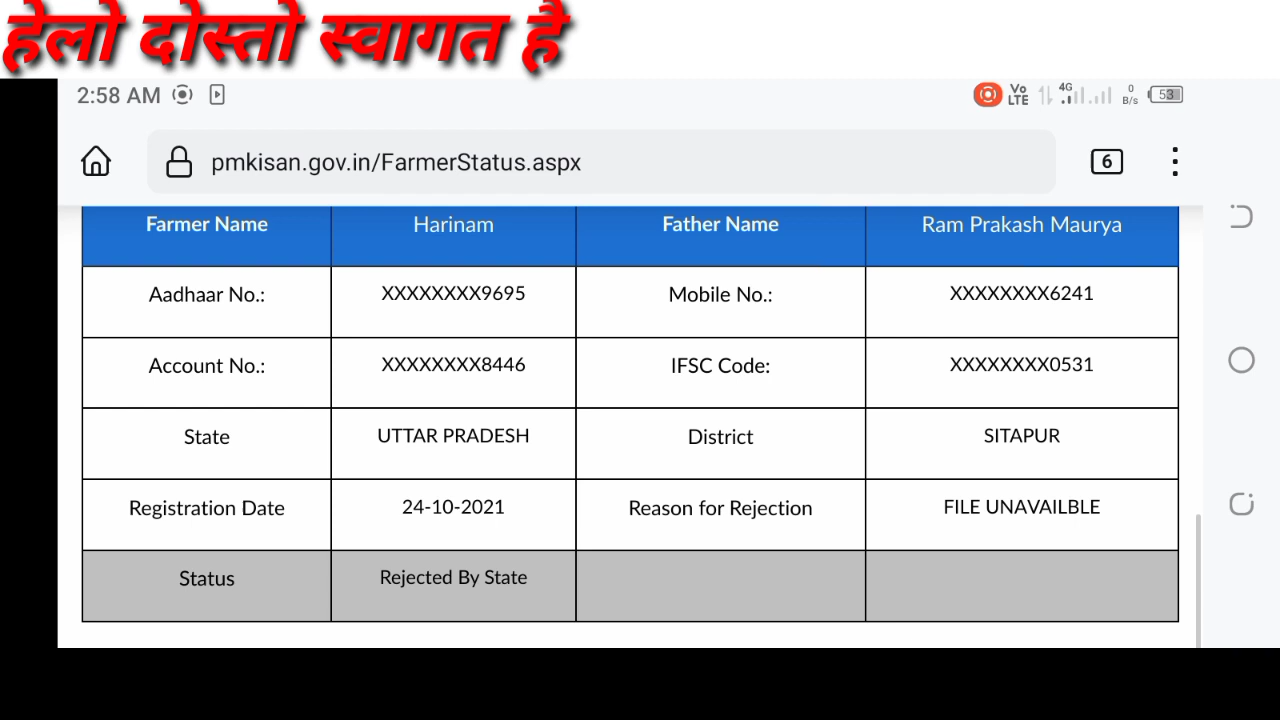 हेलो दोस्तो स्वागत है
2:58 AM
Vo LTE 4G 0 B/s 53
pmkisan.gov.in/FarmerStatus.aspx
6
Farmer Name Harinam Father Name Ram Prakash Maurya
Aadhaar No.: XXXXXXXX9695 Mobile No.: XXXXXXXX6241
Account No.: XXXXXXXX8446 IFSC Code: XXXXXXXX0531
State UTTAR PRADESH District SITAPUR
Registration Date 24-10-2021 Reason for Rejection FILE UNAVAILBLE
Status Rejected By State